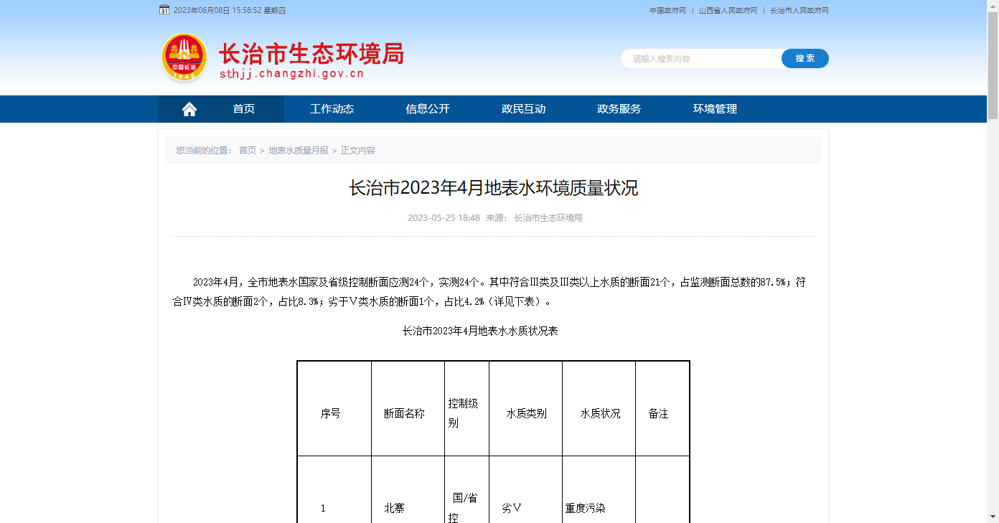 2023年06月08日 15:58:52 星期四
中国政府网 | 山西省人民政府网 | 长治市人民政府网
长治市生态环境局
sthjj.changzhi.gov.cn
中国长治
1945
请输入搜索内容
搜 索
首页 工作动态 信息公开 政民互动 政务服务 环境管理
您当前的位置： 首页 > 地表水质量月报 > 正文内容
长治市2023年4月地表水环境质量状况
2023-05-25 18:48 来源： 长治市生态环境局
2023年4月，全市地表水国家及省级控制断面应测24个，实测24个。其中符合Ⅲ类及Ⅲ类以上水质的断面21个，占监测断面总数的87.5%；符
合Ⅳ类水质的断面2个，占比8.3%；劣于Ⅴ类水质的断面1个，占比4.2%（详见下表）。
长治市2023年4月地表水水质状况表
序号 断面名称 控制级别 水质类别 水质状况 备注
1 北寨 国/省控 劣Ⅴ 重度污染